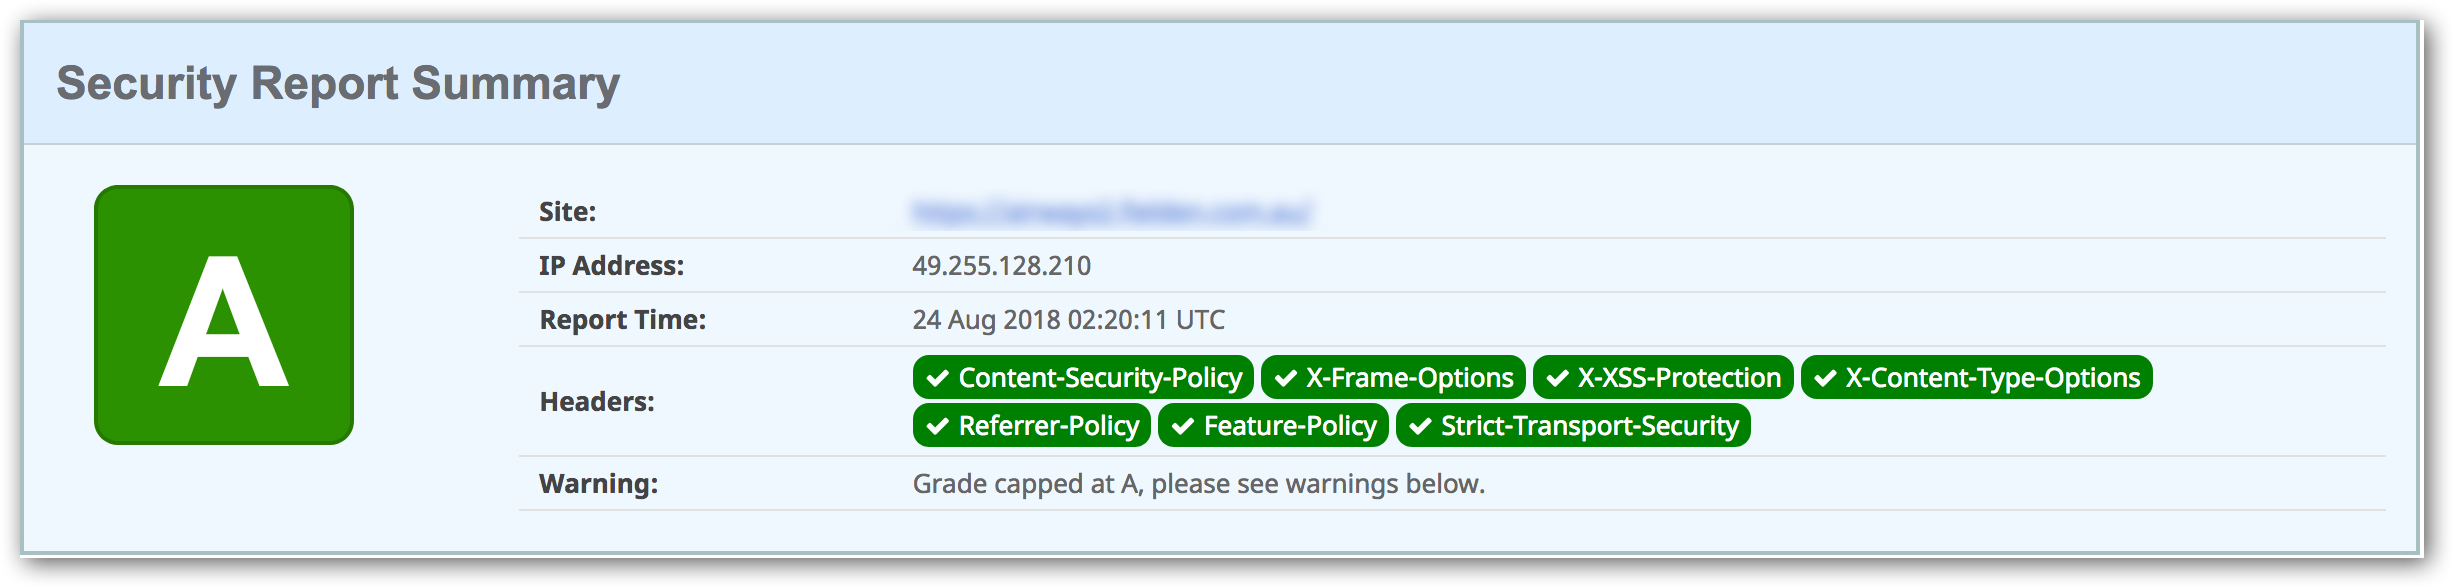 Security Report Summary
A
Site:
IP Address: 49.255.128.210
Report Time: 24 Aug 2018 02:20:11 UTC
Headers: Content-Security-Policy X-Frame-Options X-XSS-Protection X-Content-Type-Options
Referrer-Policy Feature-Policy Strict-Transport-Security
Warning: Grade capped at A, please see warnings below.